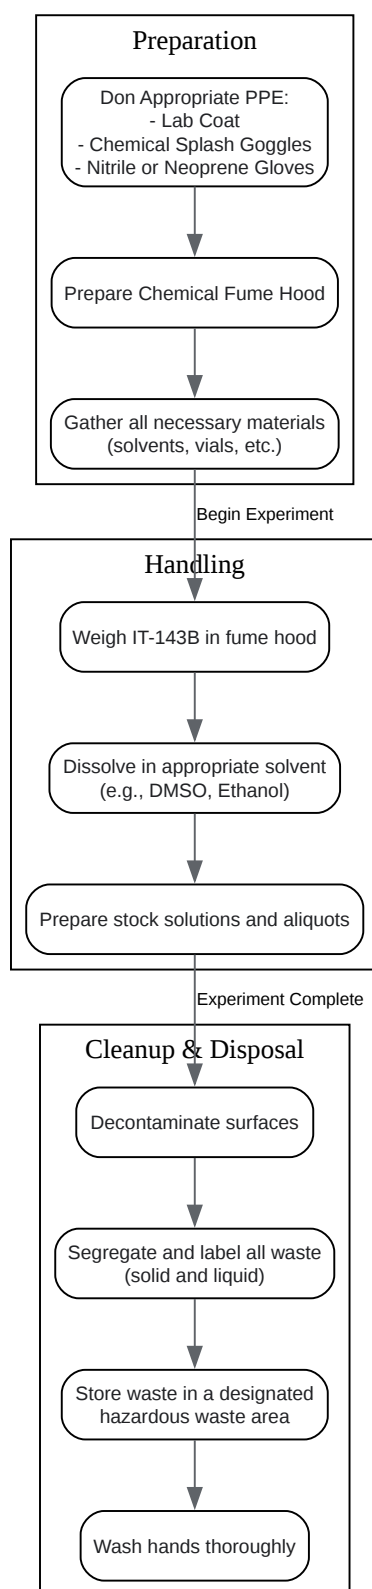 Preparation
Don Appropriate PPE:
- Lab Coat
- Chemical Splash Goggles
- Nitrile or Neoprene Gloves
Prepare Chemical Fume Hood
Gather all necessary materials
(solvents, vials, etc.)
Begin Experiment
Handling
Weigh IT-143B in fume hood
Dissolve in appropriate solvent
(e.g., DMSO, Ethanol)
Prepare stock solutions and aliquots
Experiment Complete
Cleanup & Disposal
Decontaminate surfaces
Segregate and label all waste
(solid and liquid)
Store waste in a designated
hazardous waste area
Wash hands thoroughly